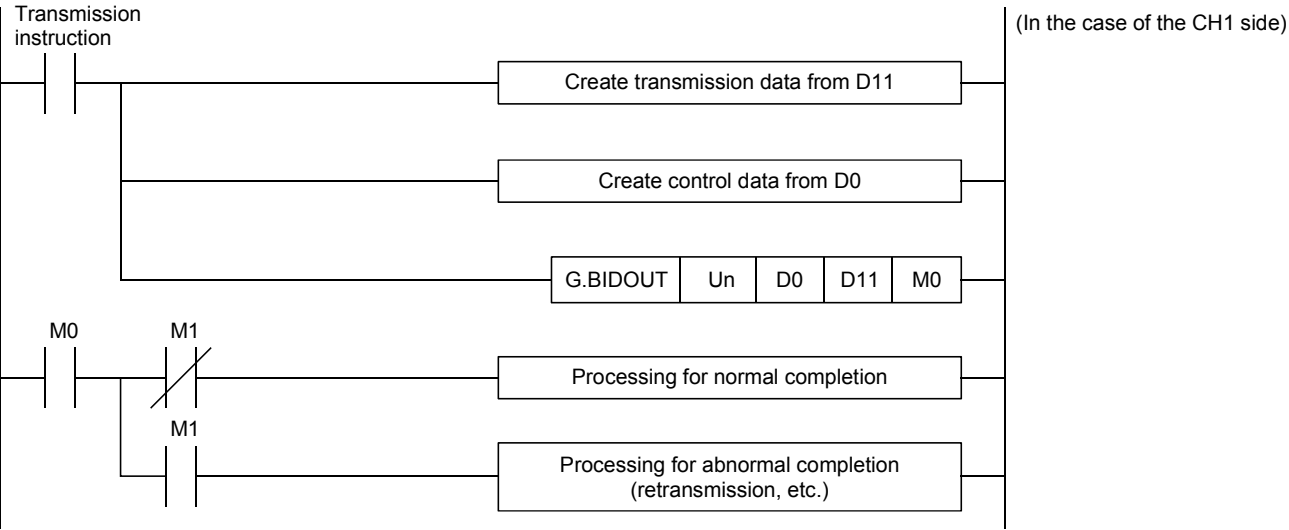 Transmission
instruction
(In the case of the CH1 side)
Create transmission data from D11
Create control data from D0
G.BIDOUT Un D0 D11 M0
M0 M1
Processing for normal completion
M1
Processing for abnormal completion
(retransmission, etc.)